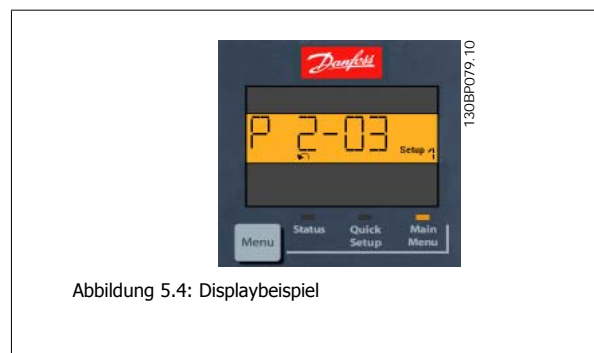 Danfoss
130BP079.10
P 2-03
Setup 1
Menu
Status
Quick Setup
Main Menu
Abbildung 5.4: Displaybeispiel